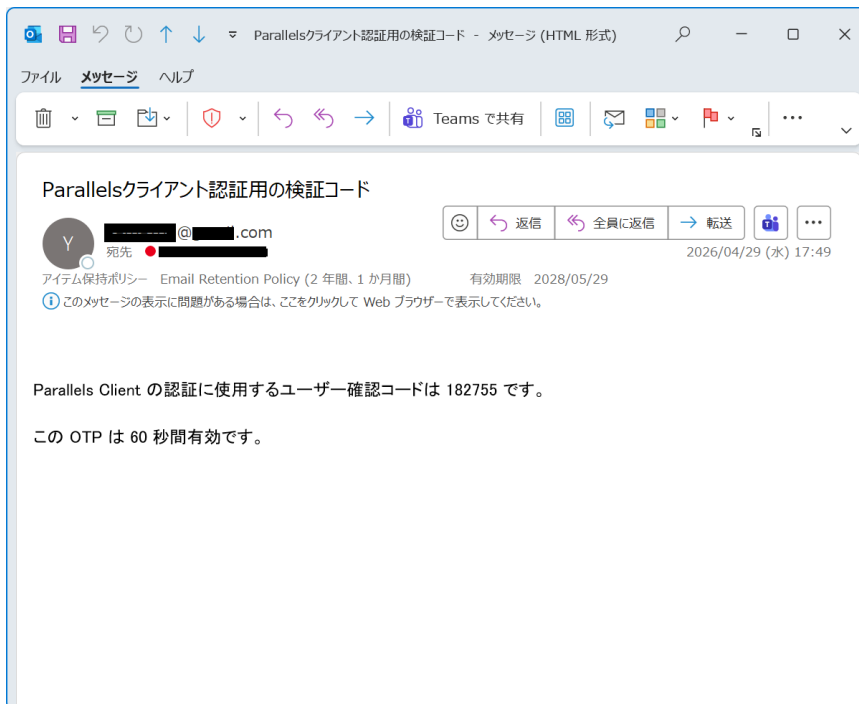 Parallelsクライアント認証用の検証コード - メッセージ (HTML 形式)
ファイル メッセージ ヘルプ
Teams で共有
Parallelsクライアント認証用の検証コード
Y
@ .com
返信 全員に返信 転送
宛先
2026/04/29 (水) 17:49
アイテム保持ポリシー Email Retention Policy (2 年間、1 か月間) 有効期限 2028/05/29
このメッセージの表示に問題がある場合は、ここをクリックして Web ブラウザーで表示してください。
Parallels Client の認証に使用するユーザー確認コードは 182755 です。
この OTP は 60 秒間有効です。